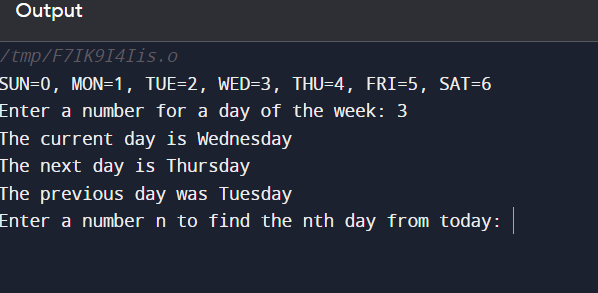 Output
/tmp/F7IK9I4Iis.o
SUN=0, MON=1, TUE=2, WED=3, THU=4, FRI=5, SAT=6
Enter a number for a day of the week: 3
The current day is Wednesday
The next day is Thursday
The previous day was Tuesday
Enter a number n to find the nth day from today: